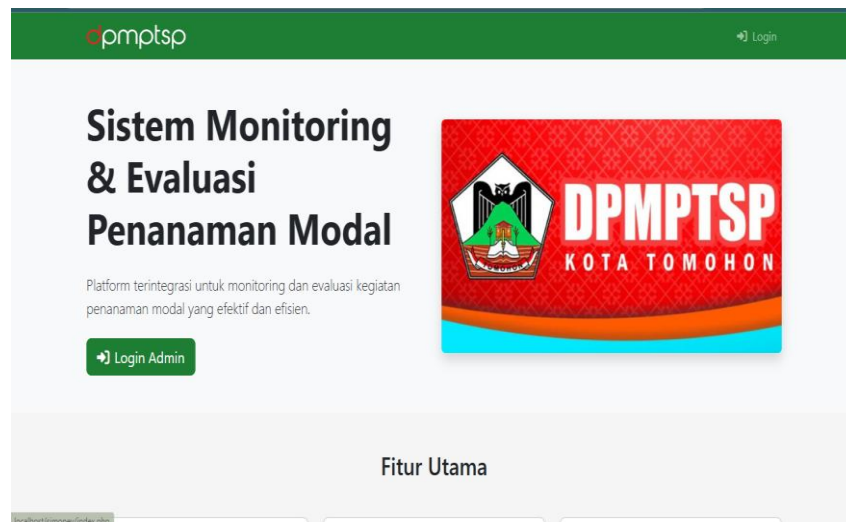 dpmptsp
Login
Sistem Monitoring
& Evaluasi
Penanaman Modal
Platform terintegrasi untuk monitoring dan evaluasi kegiatan
penanaman modal yang efektif dan efisien.
Login Admin
DPMPTSP
KOTA TOMOHON
TOMOHON
Fitur Utama